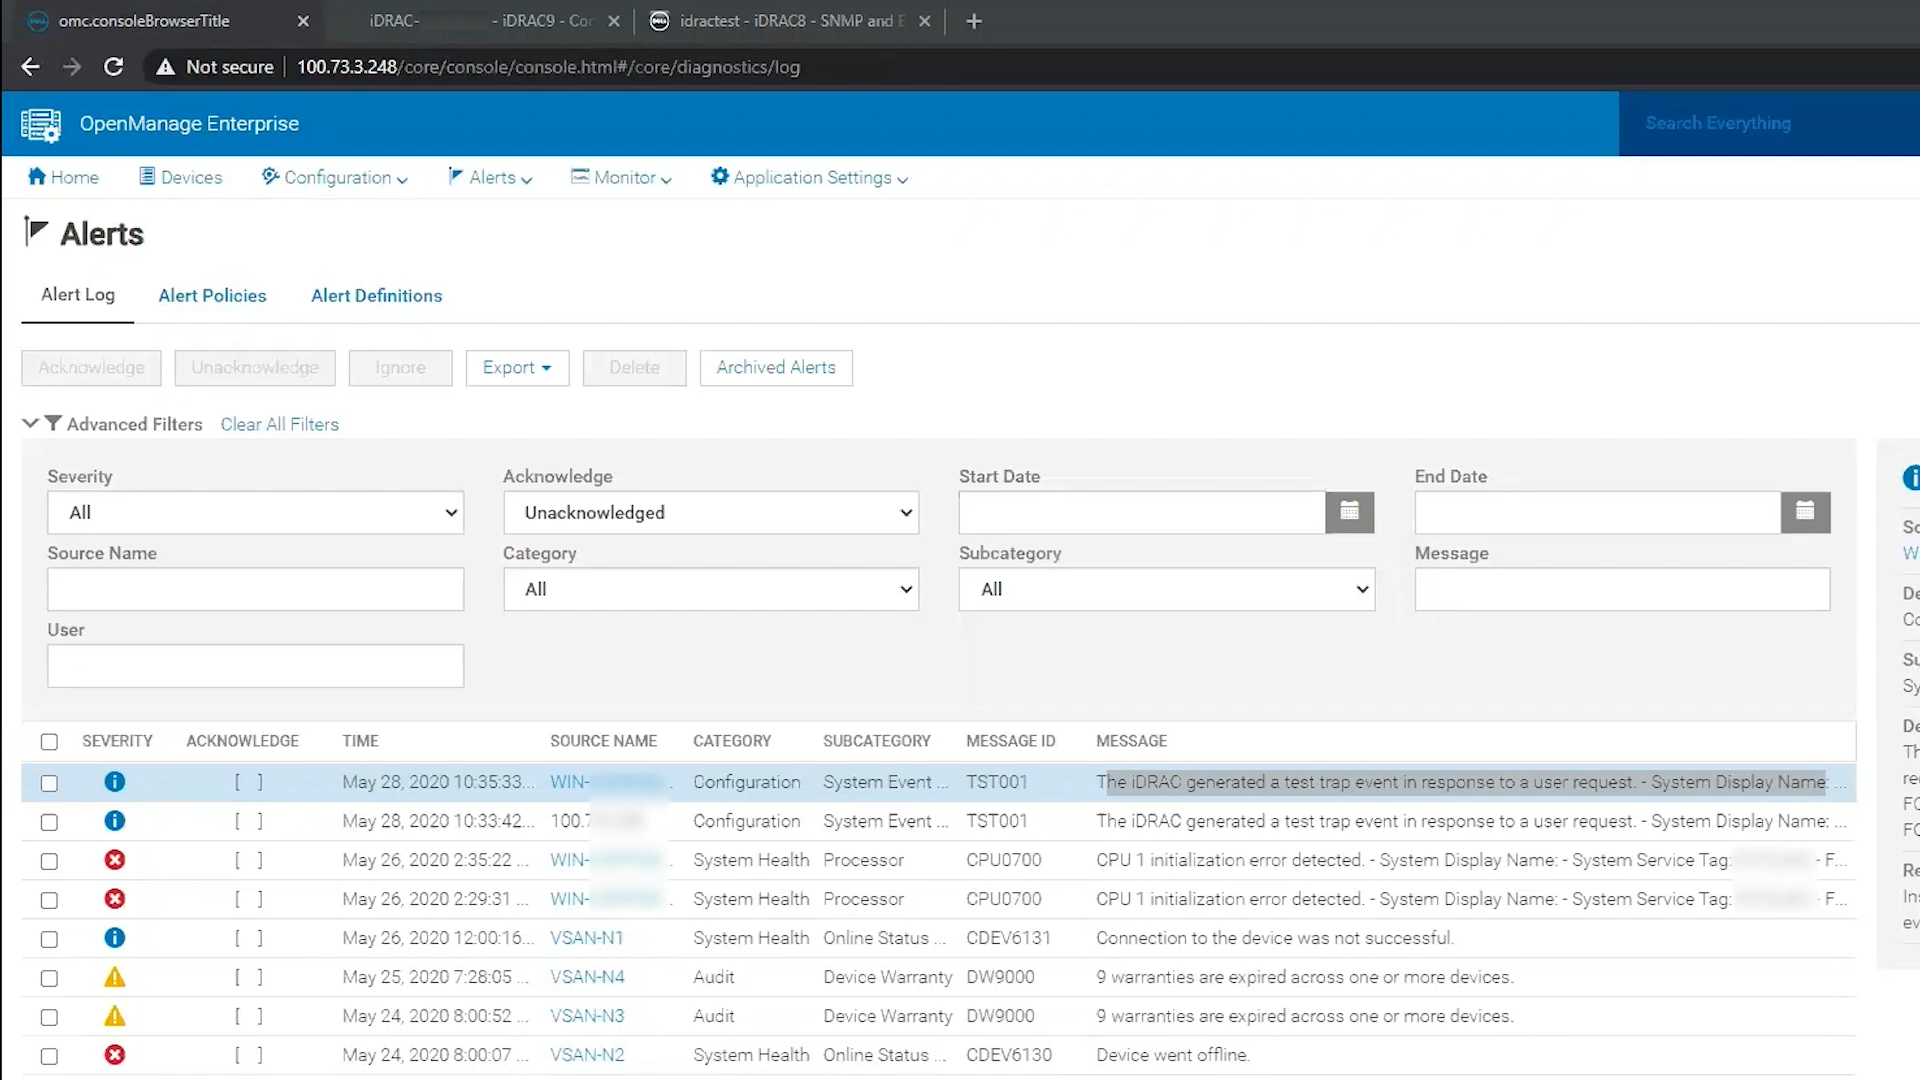 omc.consoleBrowserTitle
iDRAC- - iDRAC9 - Cor
idractest - iDRAC8 - SNMP and E
Not secure 100.73.3.248/core/console/console.html#/core/diagnostics/log
OpenManage Enterprise
Search Everything
Home Devices Configuration Alerts Monitor Application Settings
Alerts
Alert Log Alert Policies Alert Definitions
Acknowledge Unacknowledge Ignore Export Delete Archived Alerts
Advanced Filters Clear All Filters
Severity Acknowledge Start Date End Date
All Unacknowledged
Source Name Category Subcategory Message
All All
User
SEVERITY ACKNOWLEDGE TIME SOURCE NAME CATEGORY SUBCATEGORY MESSAGE ID MESSAGE
[ ] May 28, 2020 10:35:33... WIN- Configuration System Event ... TST001 The iDRAC generated a test trap event in response to a user request. - System Display Name: ...
[ ] May 28, 2020 10:33:42... 100. Configuration System Event ... TST001 The iDRAC generated a test trap event in response to a user request. - System Display Name: ...
[ ] May 26, 2020 2:35:22 ... WIN- System Health Processor CPU0700 CPU 1 initialization error detected. - System Display Name: - System Service Tag: - F...
[ ] May 26, 2020 2:29:31 ... WIN- System Health Processor CPU0700 CPU 1 initialization error detected. - System Display Name: - System Service Tag: - F...
[ ] May 26, 2020 12:00:16... VSAN-N1 System Health Online Status ... CDEV6131 Connection to the device was not successful.
[ ] May 25, 2020 7:28:05 ... VSAN-N4 Audit Device Warranty DW9000 9 warranties are expired across one or more devices.
[ ] May 24, 2020 8:00:52 ... VSAN-N3 Audit Device Warranty DW9000 9 warranties are expired across one or more devices.
[ ] May 24, 2020 8:00:07 ... VSAN-N2 System Health Online Status ... CDEV6130 Device went offline.